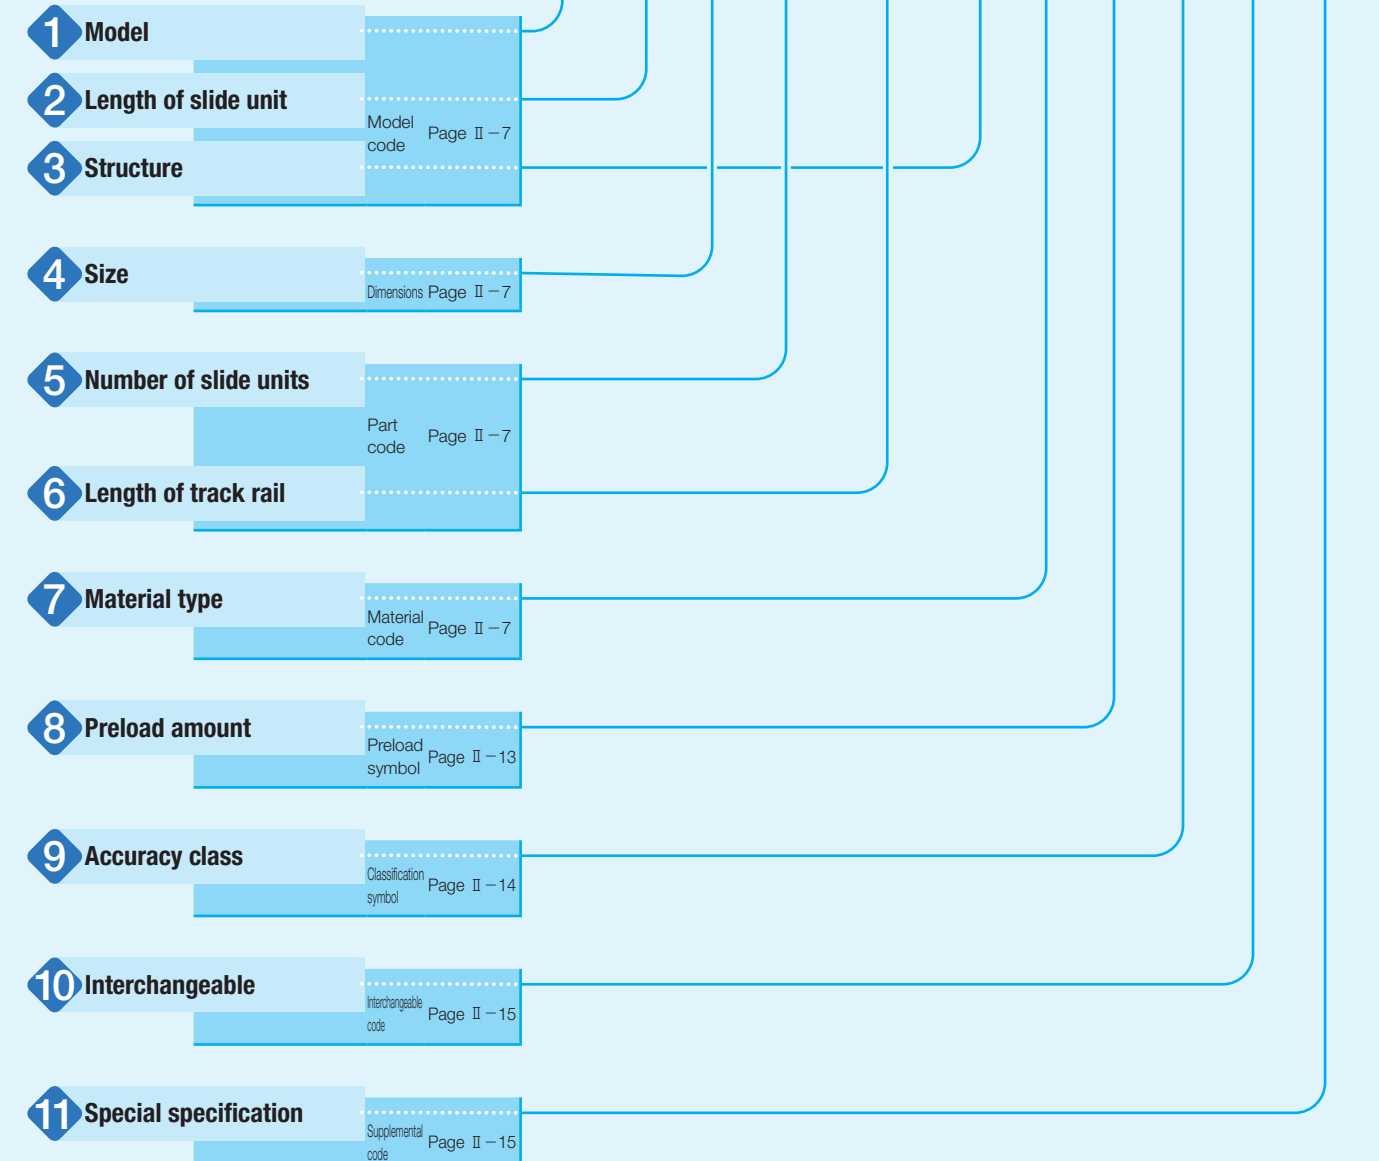 1 Model
2 Length of slide unit
Model
code
Page Ⅱ－7
3 Structure
4 Size
Dimensions Page Ⅱ－7
5 Number of slide units
Part
code
Page Ⅱ－7
6 Length of track rail
7 Material type
Material
code
Page Ⅱ－7
8 Preload amount
Preload
symbol
Page Ⅱ－13
9 Accuracy class
Classification
symbol
Page Ⅱ－14
10 Interchangeable
Interchangeable
code
Page Ⅱ－15
11 Special specification
Supplemental
code
Page Ⅱ－15